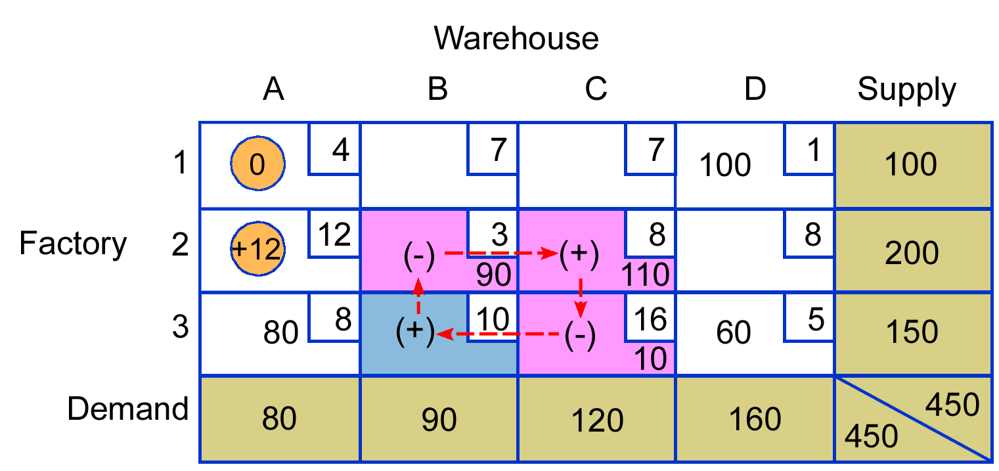 Warehouse
A B C D Supply
1 0 4 7 7 100 1 100
Factory 2 +12 12 (-) 3 90 (+) 8 110 8 200
3 80 8 (+) 10 (-) 16 10 60 5 150
Demand 80 90 120 160 450 450